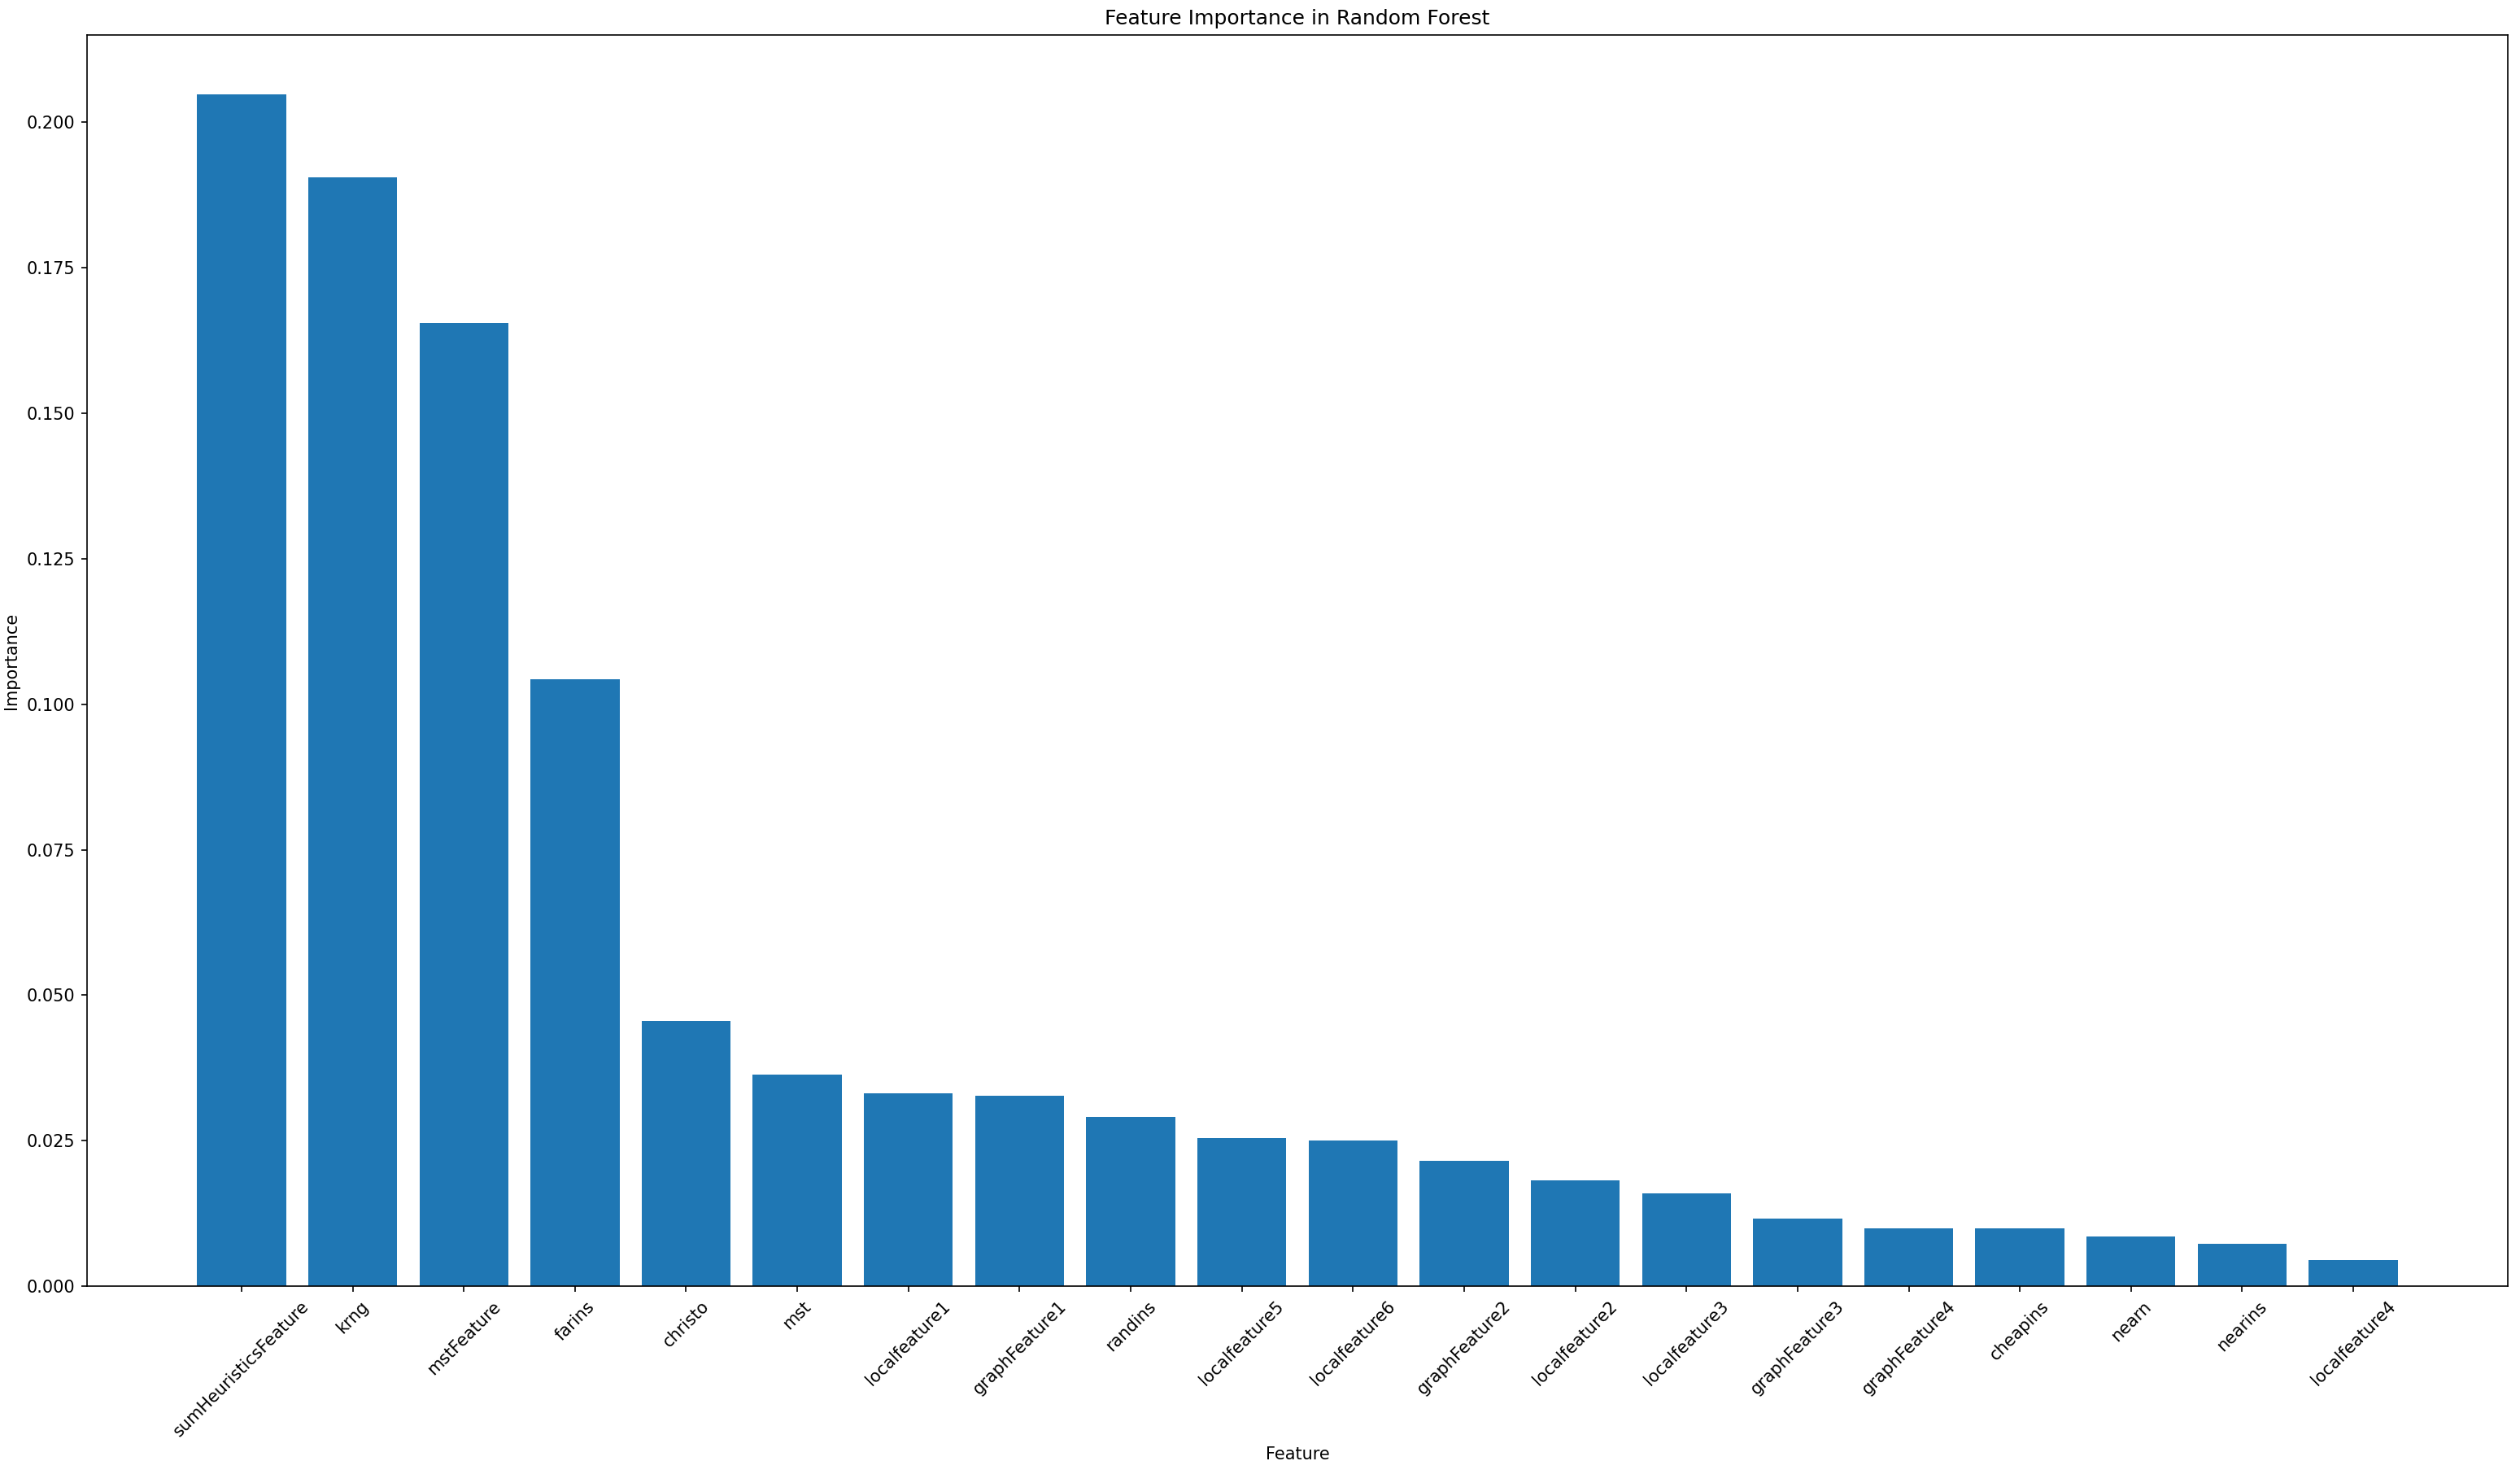 Feature Importance in Random Forest
Importance
0.200
0.175
0.150
0.125
0.100
0.075
0.050
0.025
0.000
sumHeuristicsFeature
krng
mstFeature
farins
christo
mst
localfeature1
graphFeature1
randins
localfeature5
localfeature6
graphFeature2
localfeature2
localfeature3
graphFeature3
graphFeature4
cheapins
nearn
nearins
localfeature4
Feature